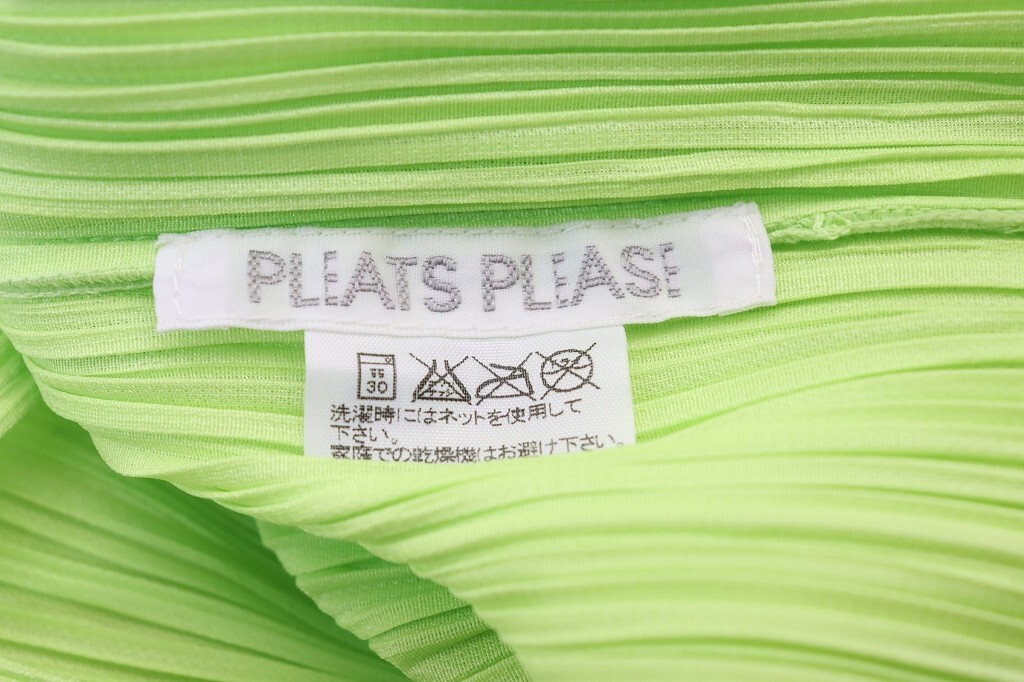 PLEATS PLEASE
弱
30
洗濯時にはネットを使用して
下さい。
家庭での乾燥機はお避け下さい。